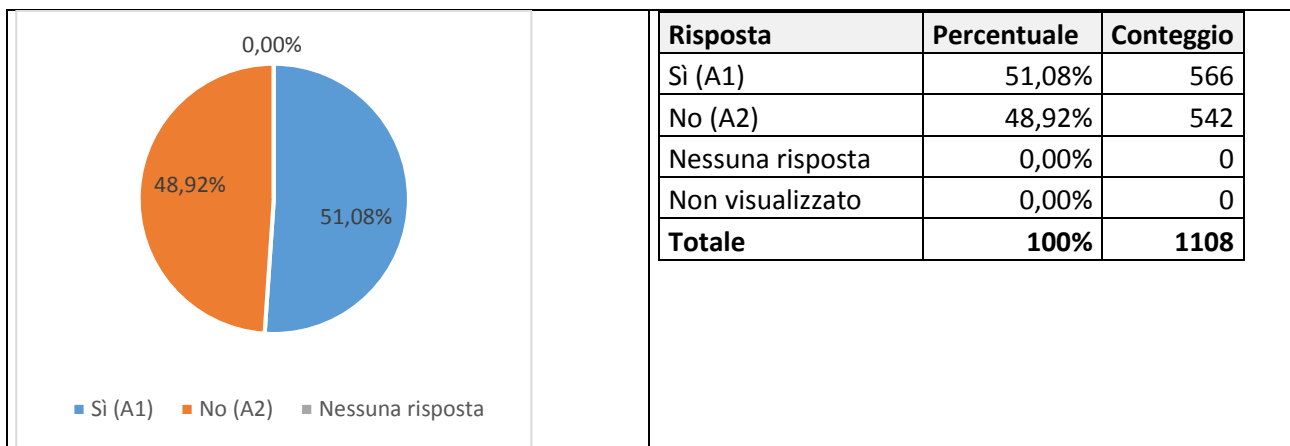 0,00%
48,92%
51,08%
Sì (A1) No (A2) Nessuna risposta
Risposta Percentuale Conteggio
Sì (A1) 51,08% 566
No (A2) 48,92% 542
Nessuna risposta 0,00% 0
Non visualizzato 0,00% 0
Totale 100% 1108